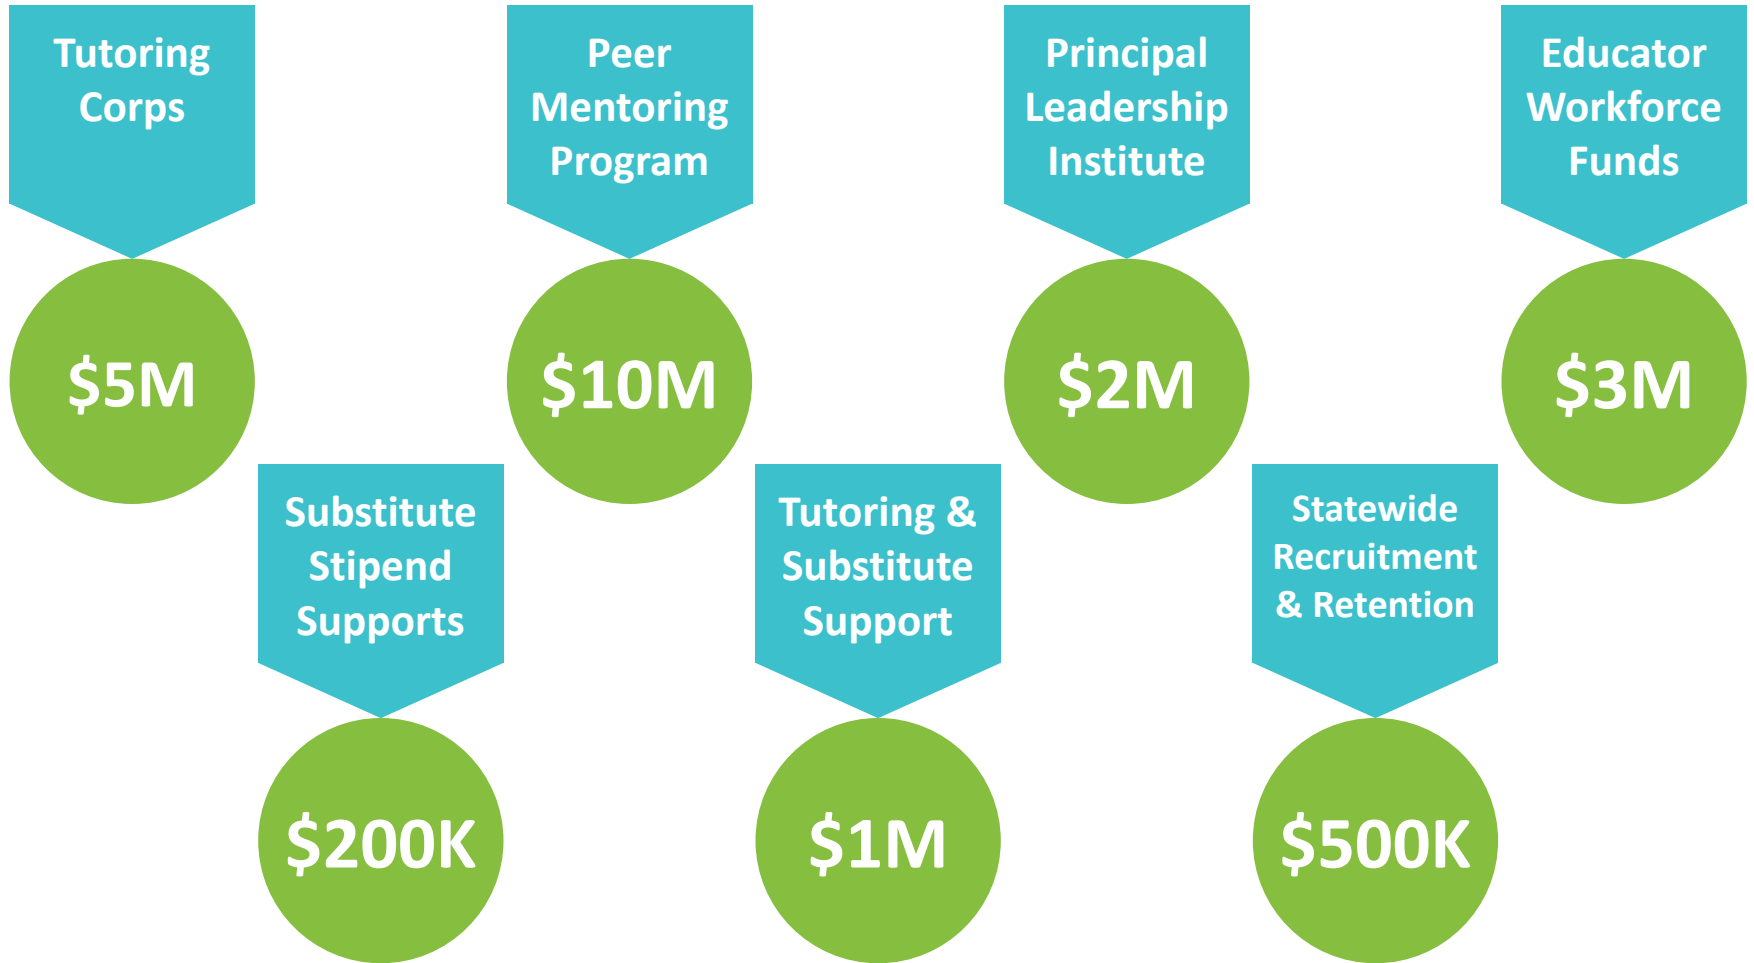 Tutoring
Corps
$5M
Peer
Mentoring
Program
$10M
Principal
Leadership
Institute
$2M
Educator
Workforce
Funds
$3M
Substitute
Stipend
Supports
$200K
Tutoring &
Substitute
Support
$1M
Statewide
Recruitment
& Retention
$500K